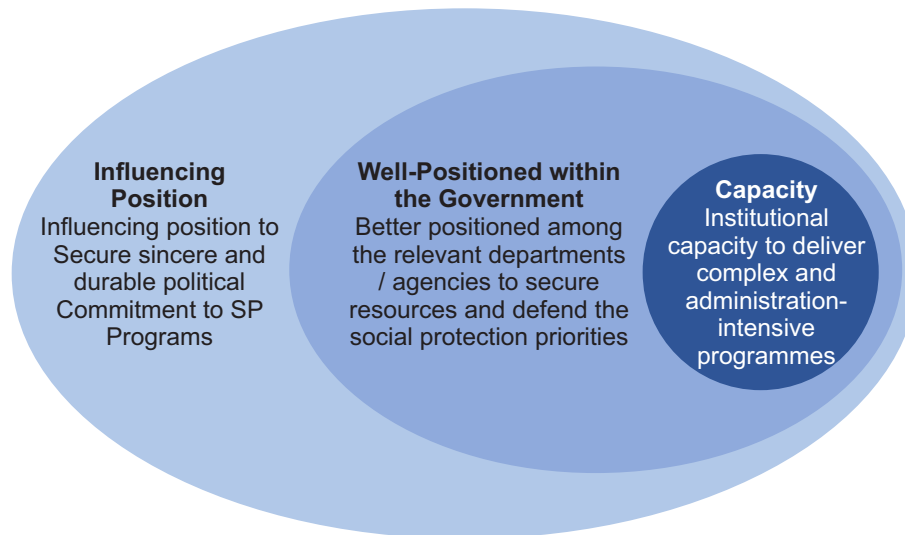 Influencing
Position
Influencing position to
Secure sincere and
durable political
Commitment to SP
Programs
Well-Positioned within
the Government
Better positioned among
the relevant departments
/ agencies to secure
resources and defend the
social protection priorities
Capacity
Institutional
capacity to deliver
complex and
administration-
intensive
programmes